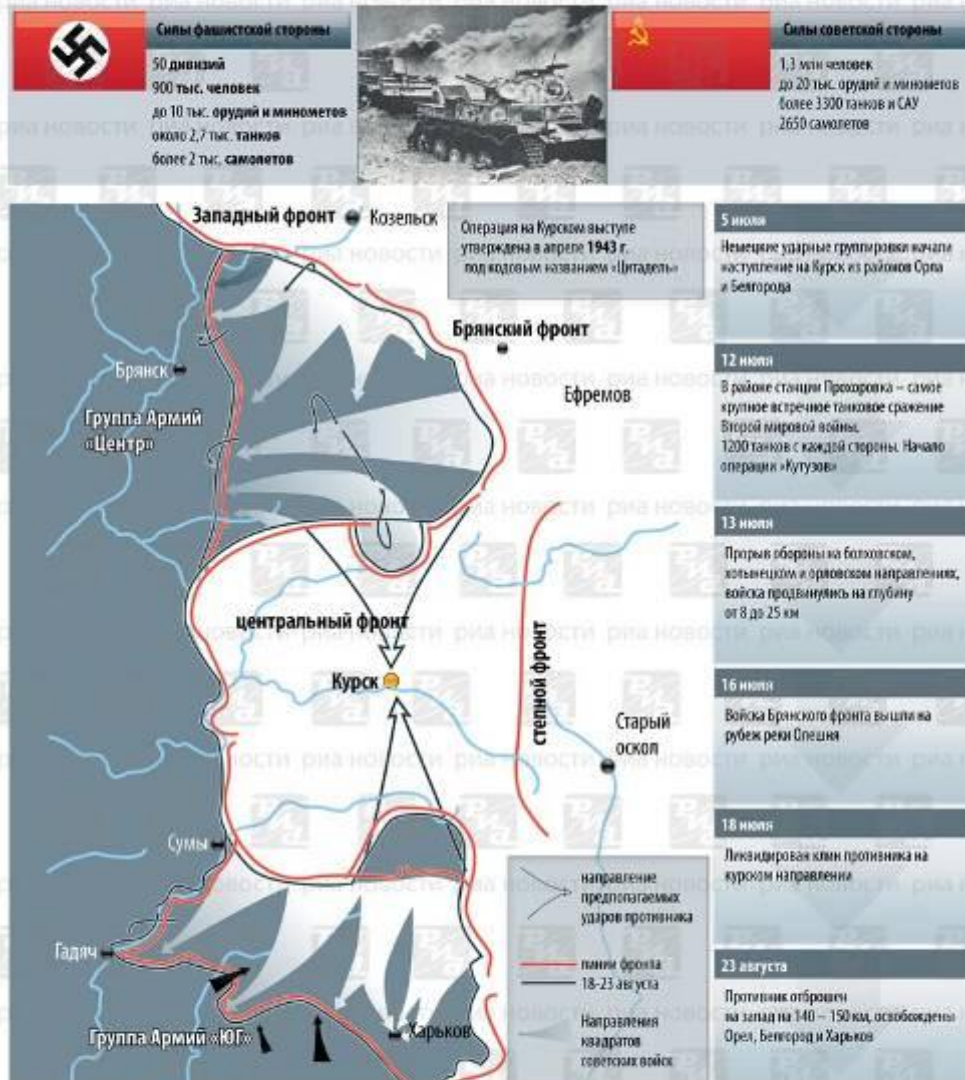 Силы фашистской стороны
50 дивизий
900 тыс. человек
до 10 тыс. орудий и минометов
около 2,7 тыс. танков
более 2 тыс. самолетов
Силы советской стороны
1,3 млн человек
до 20 тыс. орудий и минометов
более 3300 танков и САУ
2650 самолетов
Западный фронт
Козельск
Операция на Курском выступе
утверждена в апреле 1943 г.
под кодовым названием «Цитадель»
Брянский фронт
Брянск
Ефремов
Группа Армий
«Центр»
центральный фронт
Курск
степной фронт
Старый
оскол
Сумы
Гадяч
Группа Армий «ЮГ»
Харьков
направление
предполагаемых
ударов противника
линии фронта
18-23 августа
Направления
квадратов
советских войск
5 июля
Немецкие ударные группировки начали
наступление на Курск из районов Орла
и Белгорода
12 июля
В районе станции Прохоровка – самое
крупное встречное танковое сражение
Второй мировой войны,
1200 танков с каждой стороны. Начало
операции «Кутузов»
13 июля
Прорыв обороны на болховском,
хотынецком и орловском направлениях,
войска продвинулись на глубину
от 8 до 25 км
16 июля
Войска Брянского фронта вышли на
рубеж реки Олешня
18 июля
Ликвидирован клин противника на
курском направлении
23 августа
Противник отброшен
на запад на 140 – 150 км, освобождены
Орел, Белгород и Харьков
риа новости